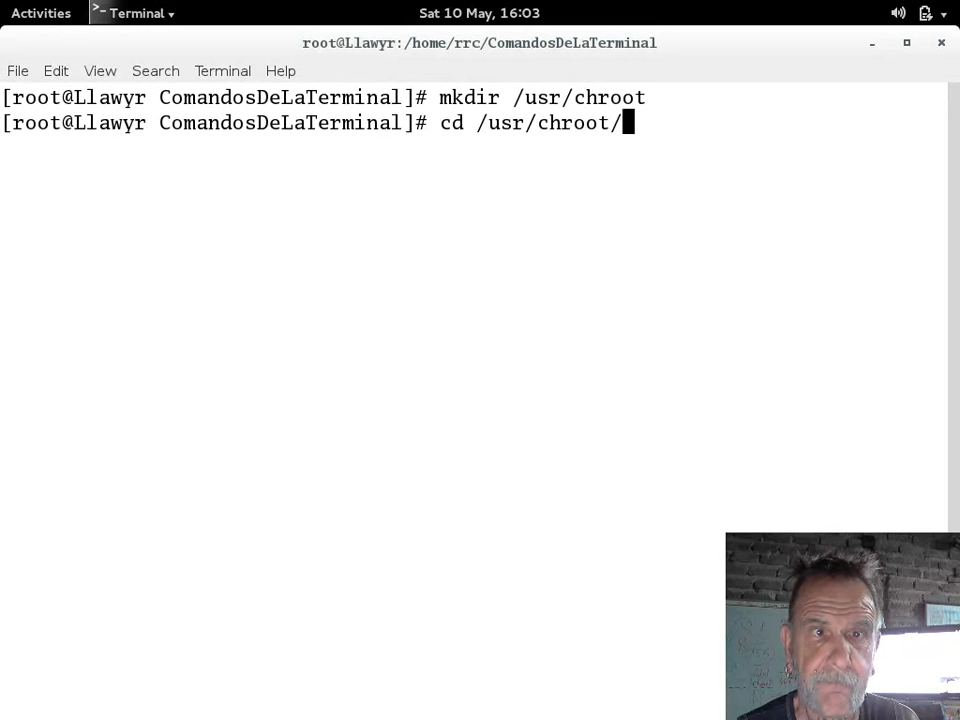 Activities
>_ Terminal
Sat 10 May, 16:03
root@Llawyr:/home/rrc/ComandosDeLaTerminal
File Edit View Search Terminal Help
[root@Llawyr ComandosDeLaTerminal]# mkdir /usr/chroot
[root@Llawyr ComandosDeLaTerminal]# cd /usr/chroot/